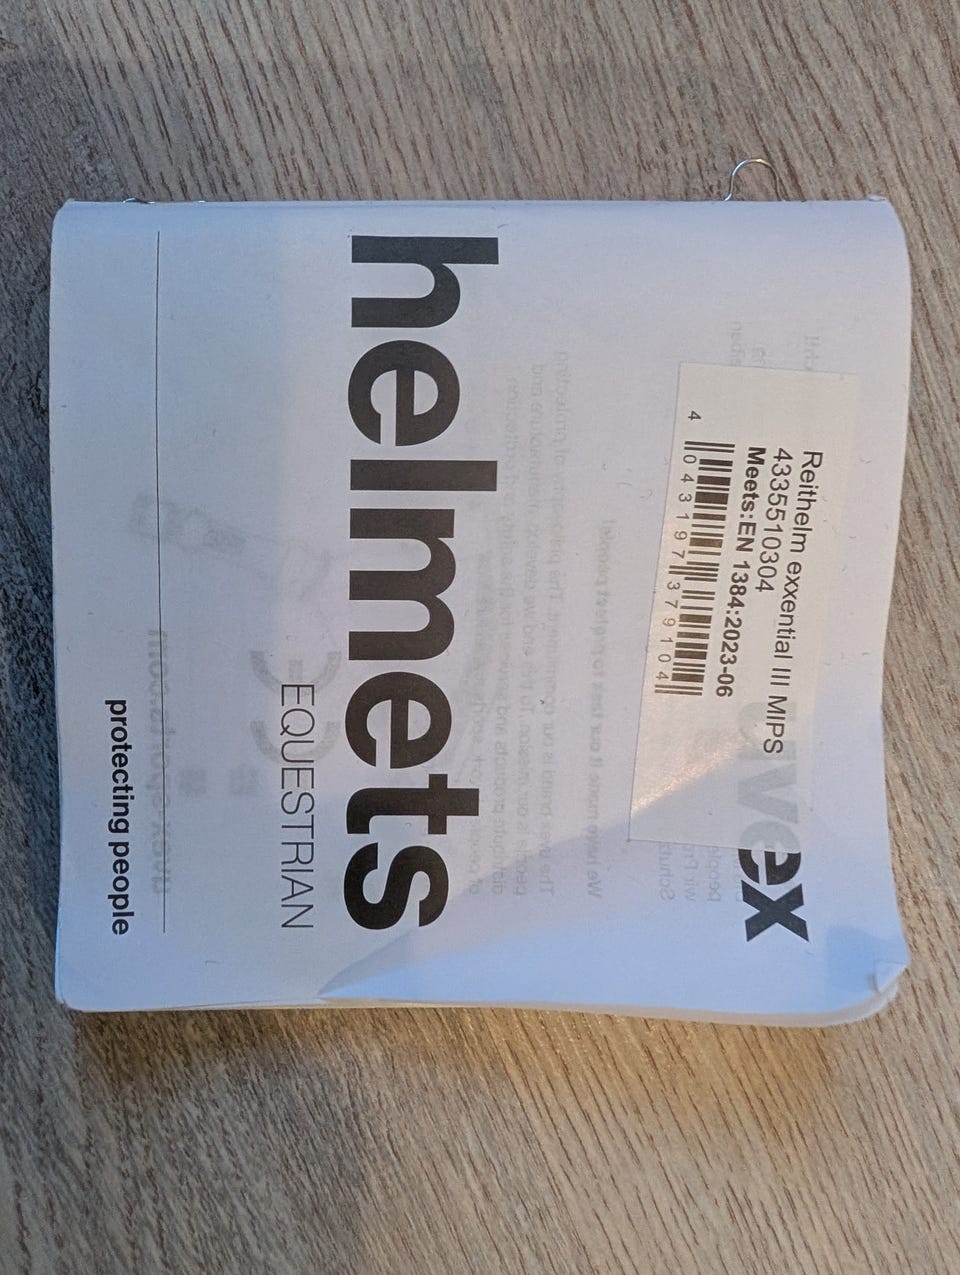 Reithelm exxential III MIPS
4335510304
Meets: EN 1384:2023-06
4 043197 379104
uvex
helmets
EQUESTRIAN
protecting people